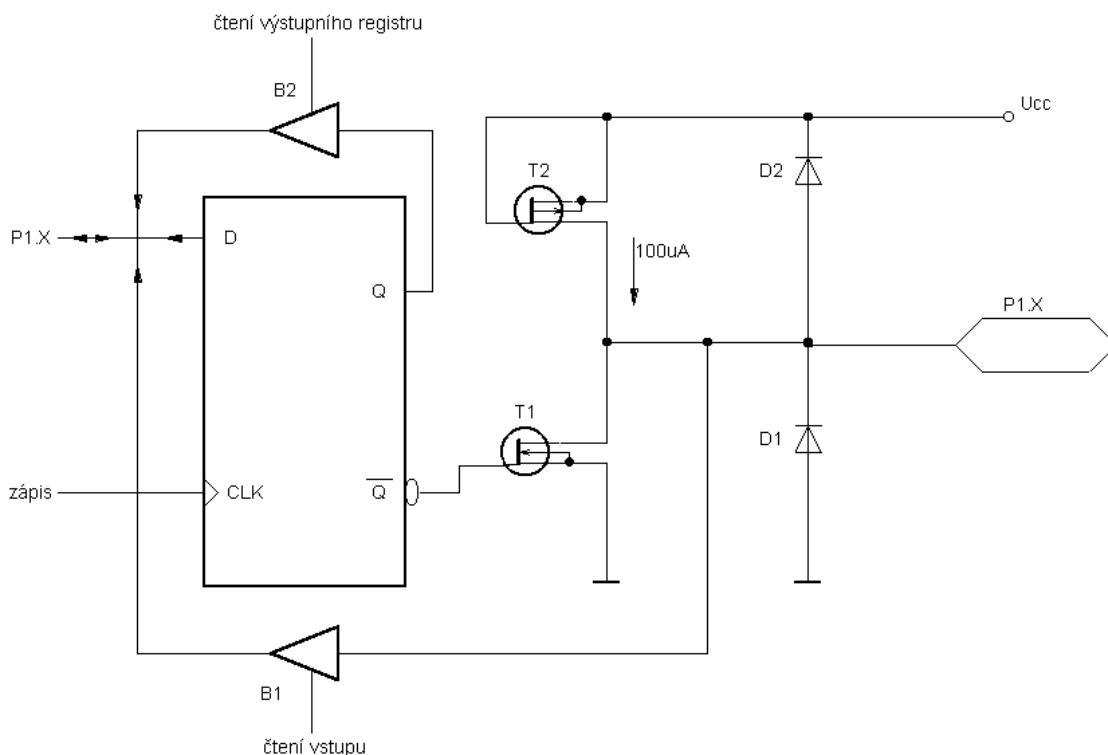 čtení výstupního registru
B2
Ucc
T2
D2
P1.X
D
100uA
Q
P1.X
T1
D1
zápis
CLK
Q
B1
čtení vstupu